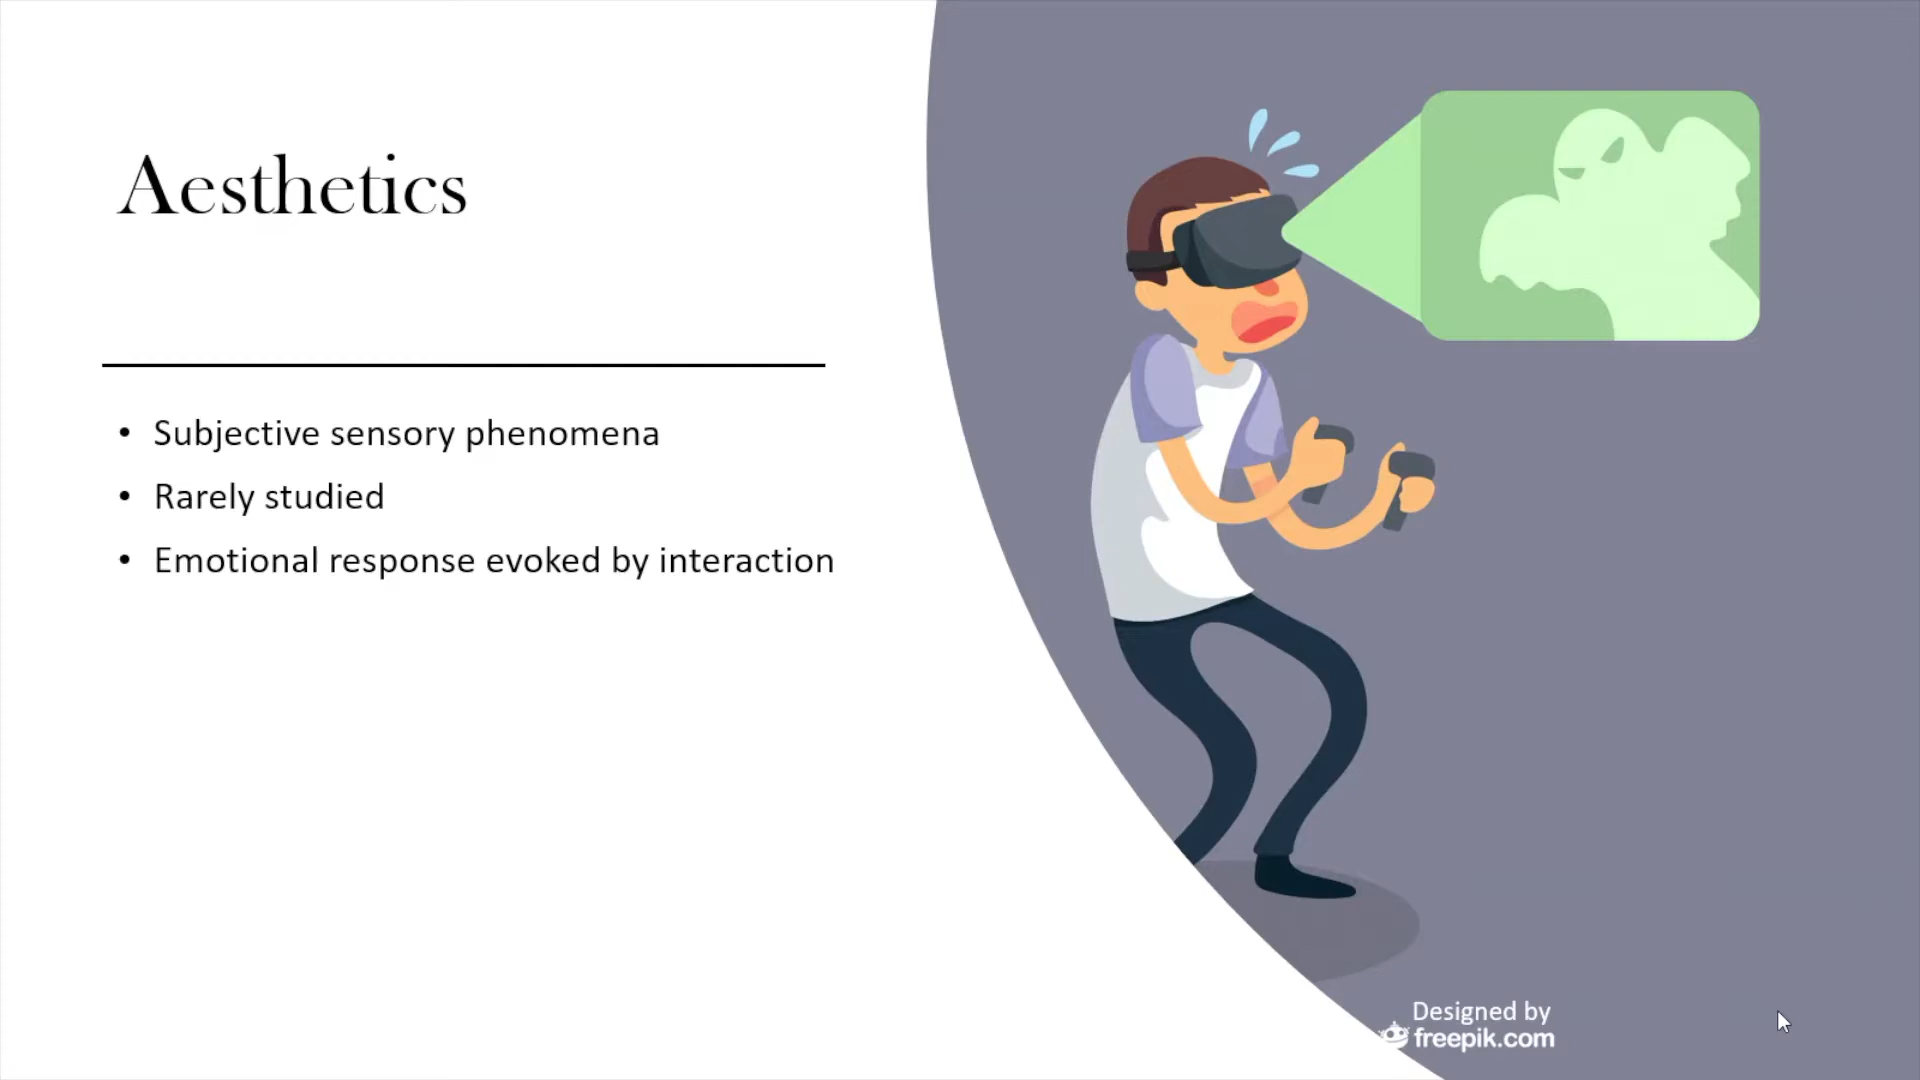 Aesthetics
• Subjective sensory phenomena
• Rarely studied
• Emotional response evoked by interaction
Designed by
freepik.com